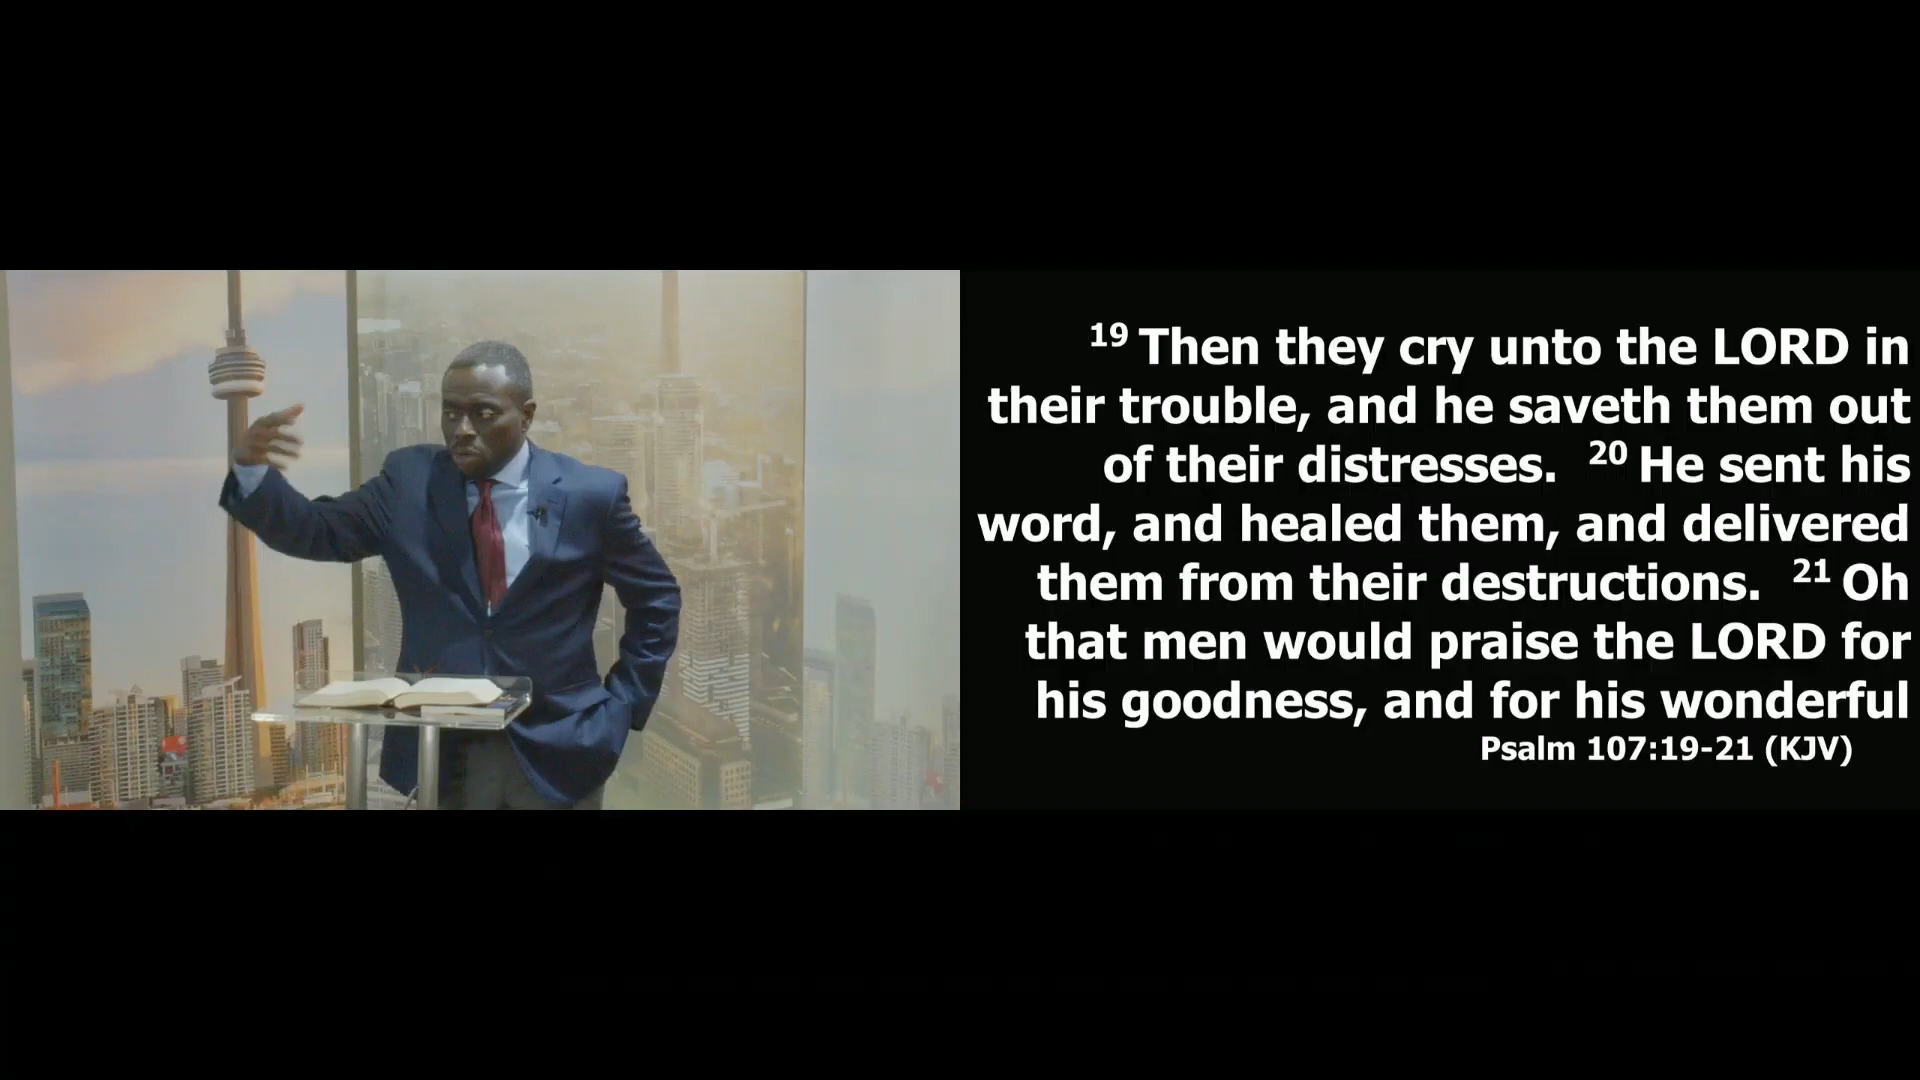 19 Then they cry unto the LORD in
their trouble, and he saveth them out
of their distresses. 20 He sent his
word, and healed them, and delivered
them from their destructions. 21 Oh
that men would praise the LORD for
his goodness, and for his wonderful
Psalm 107:19-21 (KJV)